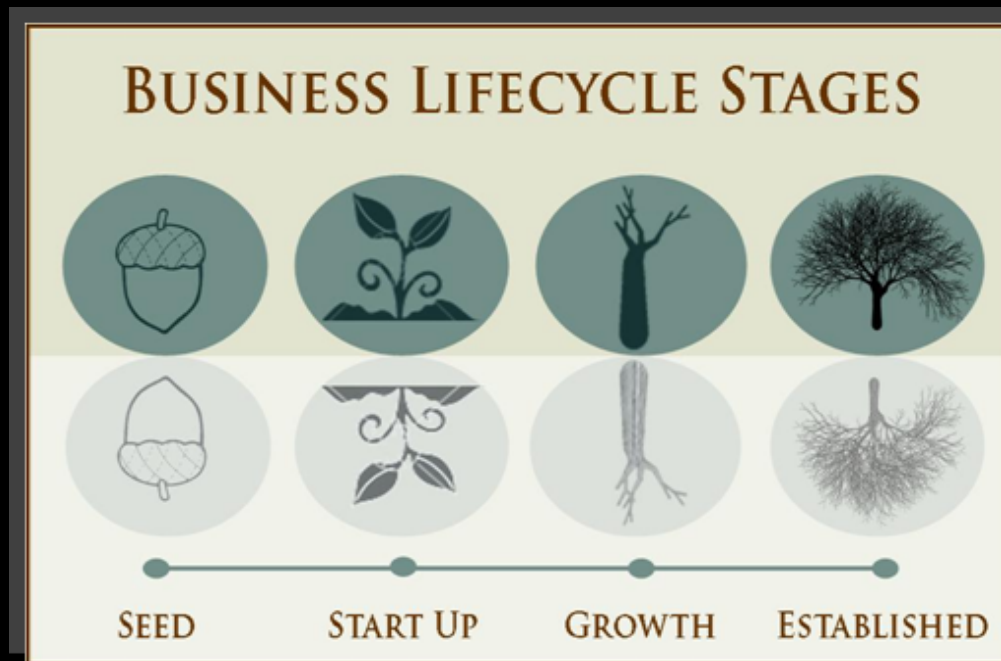 BUSINESS LIFECYCLE STAGES
SEED
START UP
GROWTH
ESTABLISHED